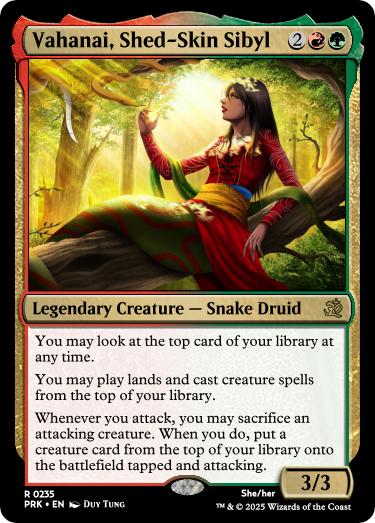 Vahanai, Shed-Skin Sibyl 2
Legendary Creature — Snake Druid
You may look at the top card of your library at
any time.
You may play lands and cast creature spells
from the top of your library.
Whenever you attack, you may sacrifice an
attacking creature. When you do, put a
creature card from the top of your library onto
the battlefield tapped and attacking.
3/3
R 0235
PRK • EN Duy Tung
She/her
™ & © 2025 Wizards of the Coast